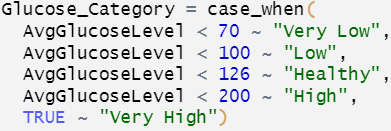 Glucose_Category = case_when(
  AvgGlucoseLevel < 70 ~ "Very Low",
  AvgGlucoseLevel < 100 ~ "Low",
  AvgGlucoseLevel < 126 ~ "Healthy",
  AvgGlucoseLevel < 200 ~ "High",
  TRUE ~ "Very High")